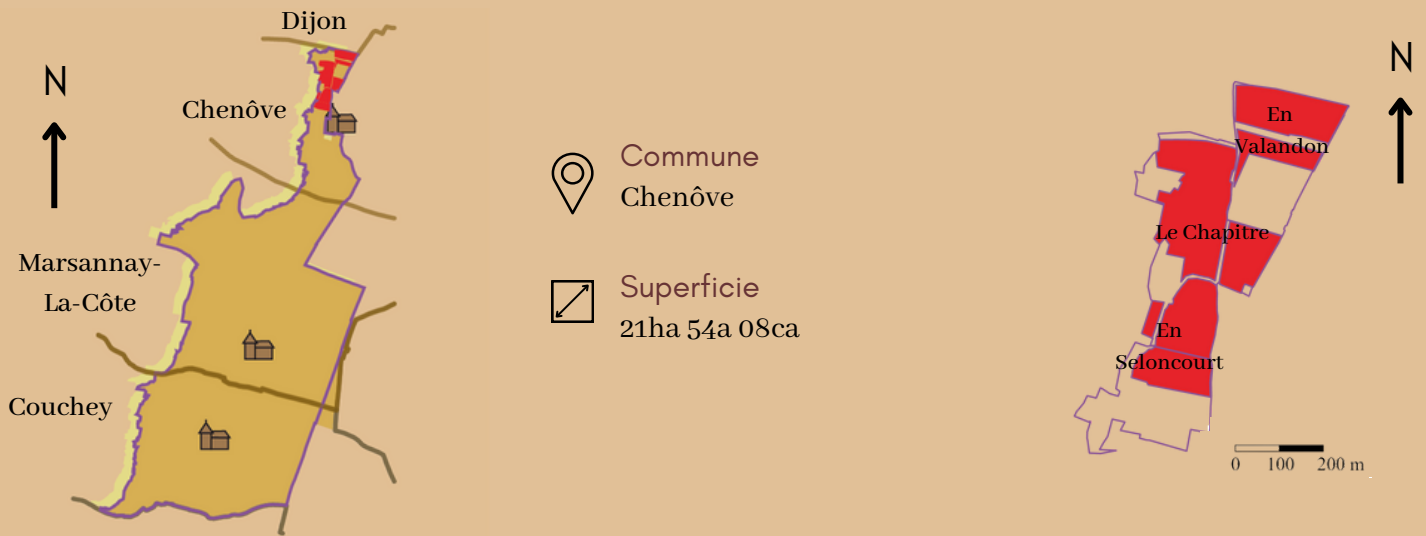 Dijon
N
Chenôve
Marsannay-
La-Côte
Couchey
Commune
Chenôve
Superficie
21ha 54a 08ca
N
En
Valandon
Le Chapitre
En
Seloncourt
0 100 200 m